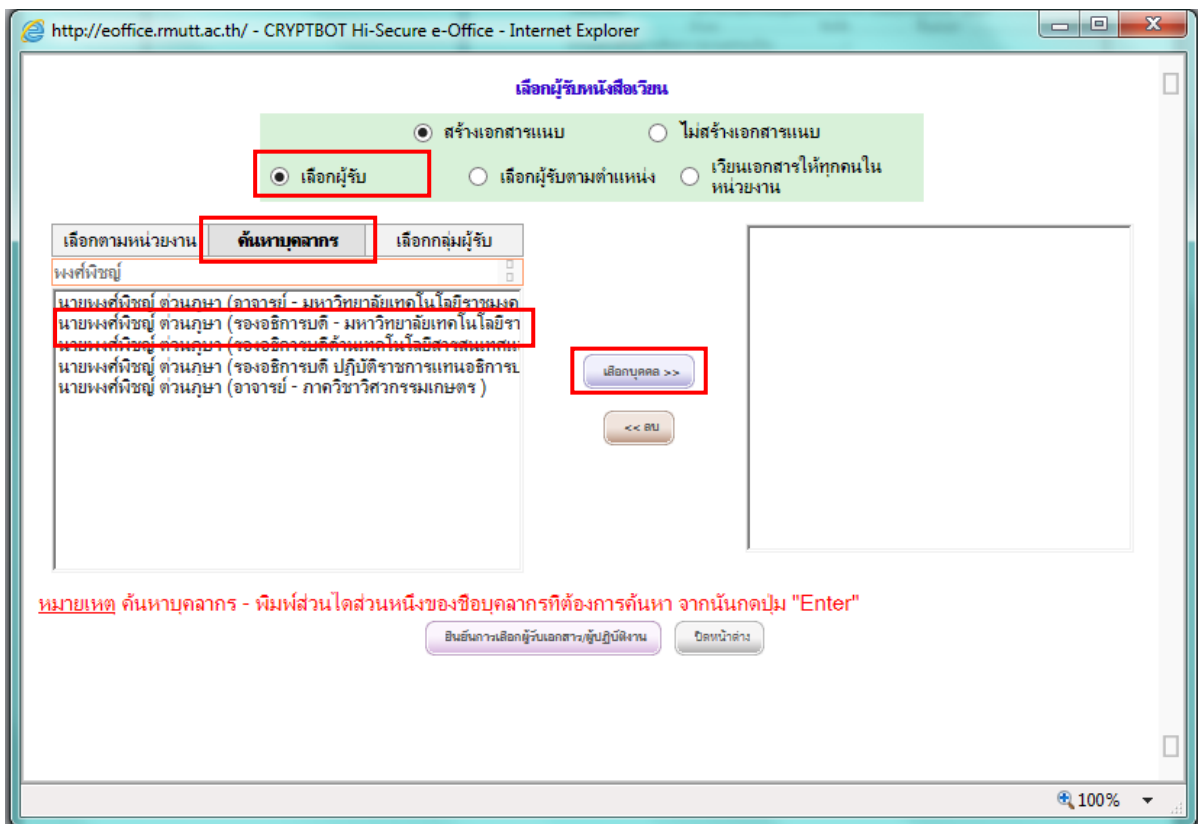 http://eoffice.rmutt.ac.th/ - CRYPTBOT Hi-Secure e-Office - Internet Explorer
เลือกผู้รับหนังสือเวียน
สร้างเอกสารแนบ ไม่สร้างเอกสารแนบ
เลือกผู้รับ เลือกผู้รับตามตำแหน่ง เวียนเอกสารให้ทุกคนใน
หน่วยงาน
เลือกตามหน่วยงาน ค้นหาบุคลากร เลือกกลุ่มผู้รับ
พงศ์พิชญ์
นายพงศ์พิชญ์ ต่วนภูษา (อาจารย์ - มหาวิทยาลัยเทคโนโลยีราชมงค
นายพงศ์พิชญ์ ต่วนภูษา (รองอธิการบดี - มหาวิทยาลัยเทคโนโลยีรา
นายพงศ์พิชญ์ ต่วนภูษา (รองอธิการบดีด้านเทคโนโลยีสารสนเทศแ
นายพงศ์พิชญ์ ต่วนภูษา (รองอธิการบดี ปฏิบัติราชการแทนอธิการบ
นายพงศ์พิชญ์ ต่วนภูษา (อาจารย์ - ภาควิชาวิศวกรรมเกษตร )
เลือกบุคคล >>
<< ลบ
หมายเหตุ ค้นหาบุคลากร - พิมพ์ส่วนใดส่วนหนึ่งของชื่อบุคลากรที่ต้องการค้นหา จากนั้นกดปุ่ม "Enter"
ยืนยันการเลือกผู้รับเอกสาร/ผู้ปฏิบัติงาน ปิดหน้าต่าง
100%